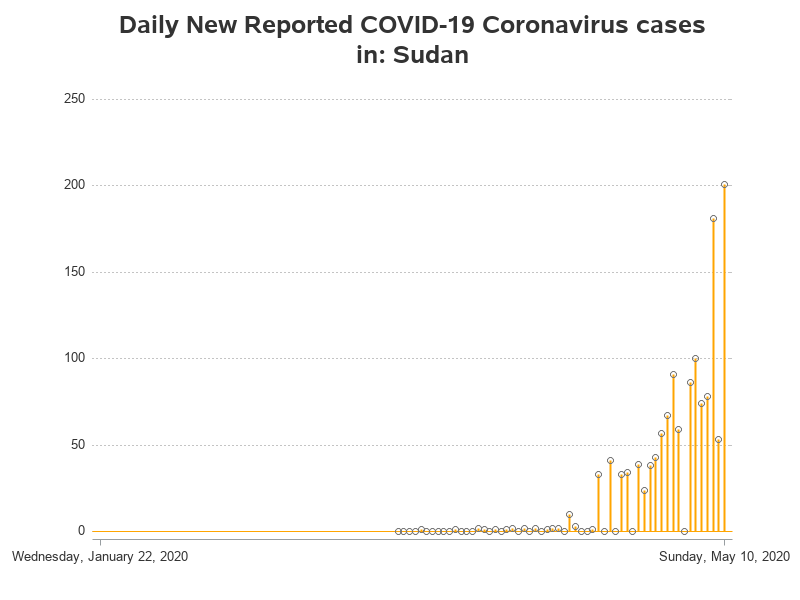 Daily New Reported COVID-19 Coronavirus cases
in: Sudan
250
200
150
100
50
0
Wednesday, January 22, 2020
Sunday, May 10, 2020